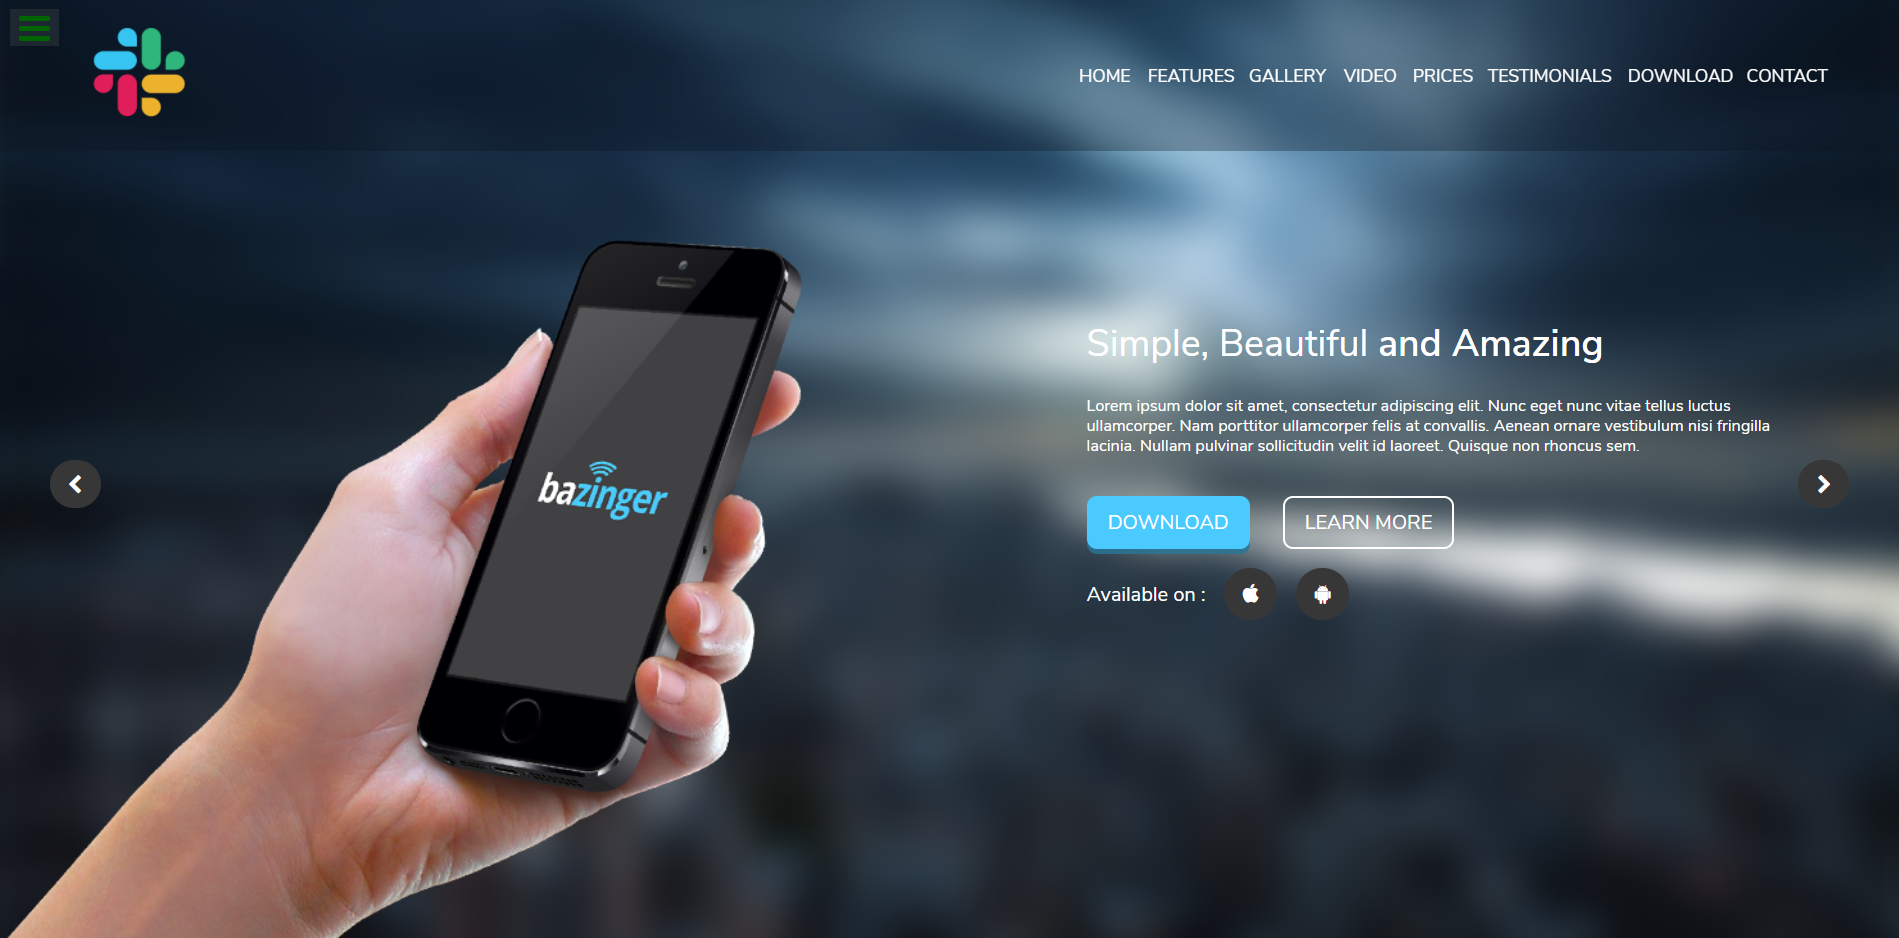 HOME FEATURES GALLERY VIDEO PRICES TESTIMONIALS DOWNLOAD CONTACT
Simple, Beautiful and Amazing
Lorem ipsum dolor sit amet, consectetur adipiscing elit. Nunc eget nunc vitae tellus luctus
ullamcorper. Nam porttitor ullamcorper felis at convallis. Aenean ornare vestibulum nisi fringilla
lacinia. Nullam pulvinar sollicitudin velit id laoreet. Quisque non rhoncus sem.
bazinger
DOWNLOAD LEARN MORE
Available on :